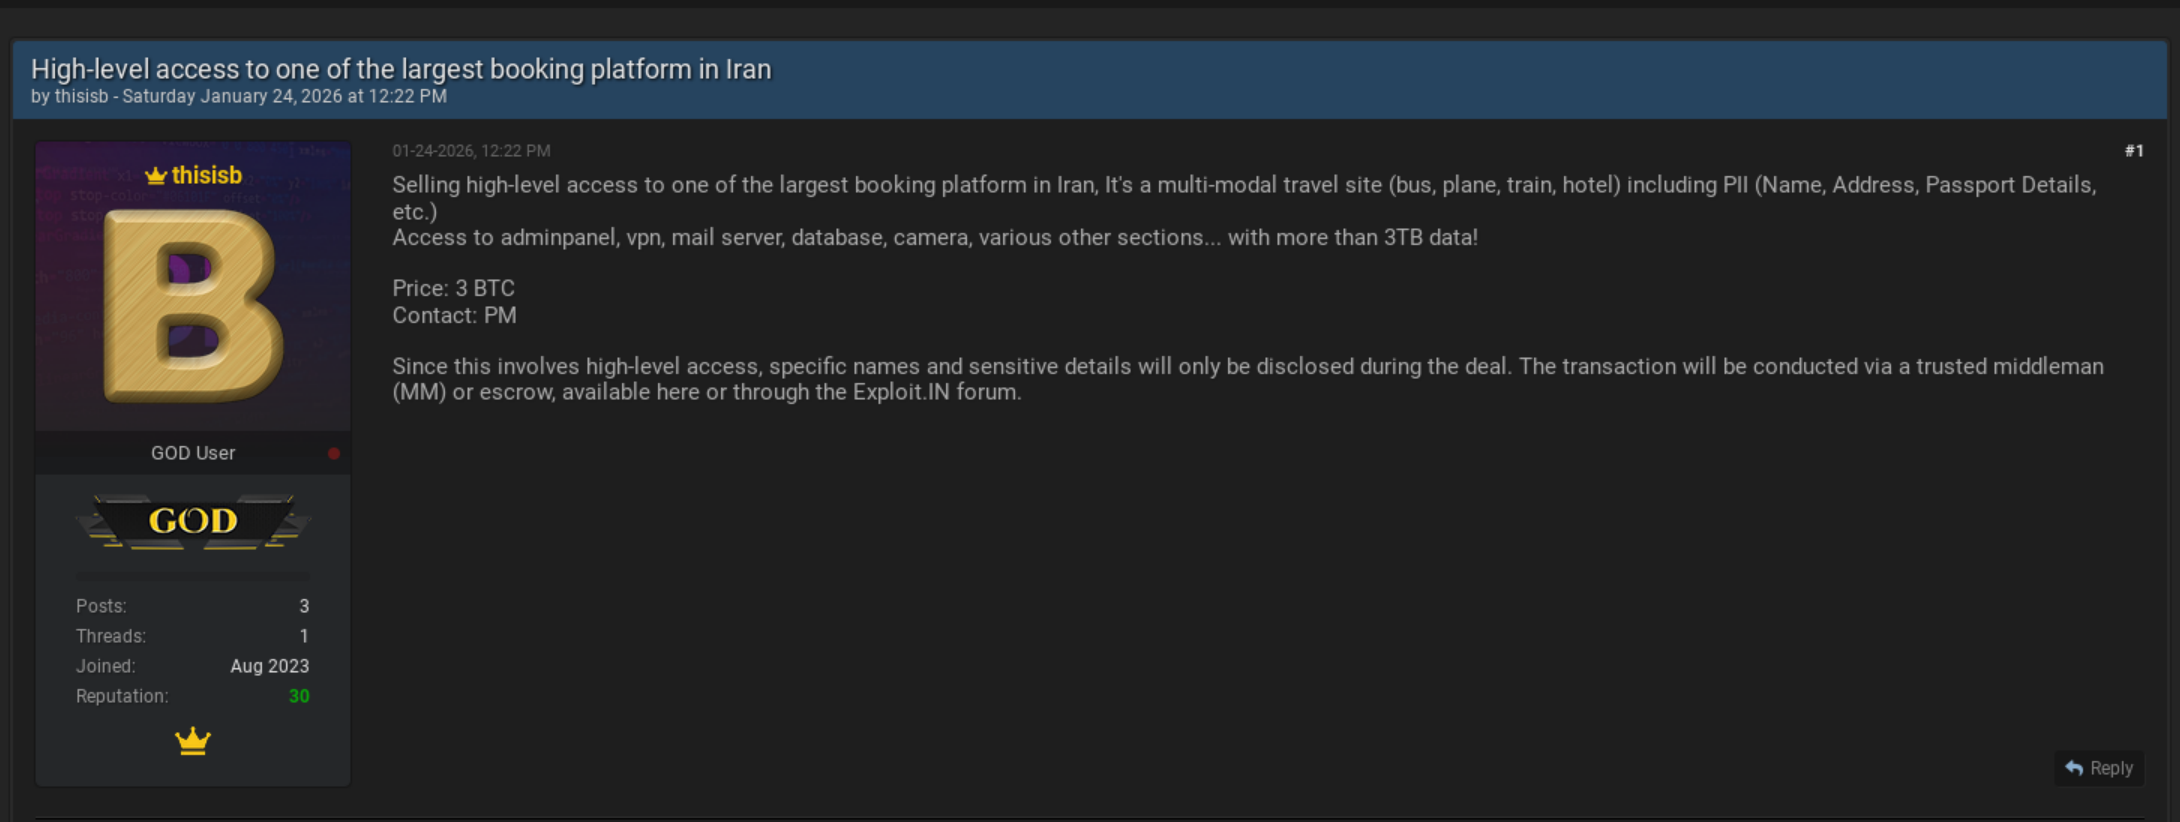 High-level access to one of the largest booking platform in Iran
by thisisb - Saturday January 24, 2026 at 12:22 PM
thisisb
B
GOD User
GOD
Posts: 3
Threads: 1
Joined: Aug 2023
Reputation: 30
01-24-2026, 12:22 PM
#1
Selling high-level access to one of the largest booking platform in Iran, It's a multi-modal travel site (bus, plane, train, hotel) including PII (Name, Address, Passport Details,
etc.)
Access to adminpanel, vpn, mail server, database, camera, various other sections... with more than 3TB data!
Price: 3 BTC
Contact: PM
Since this involves high-level access, specific names and sensitive details will only be disclosed during the deal. The transaction will be conducted via a trusted middleman
(MM) or escrow, available here or through the Exploit.IN forum.
Reply